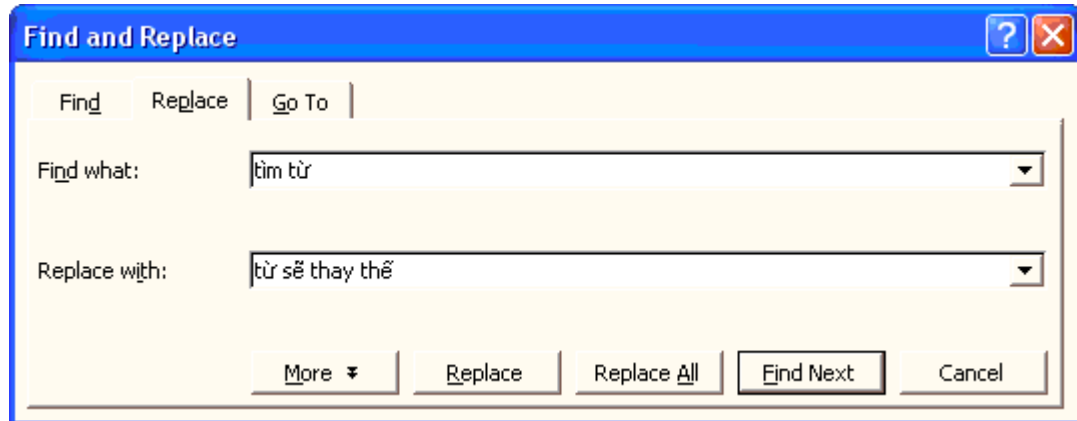 Find and Replace
Find Replace Go To
Find what: tìm từ
Replace with: từ sẽ thay thế
More Replace Replace All Find Next Cancel